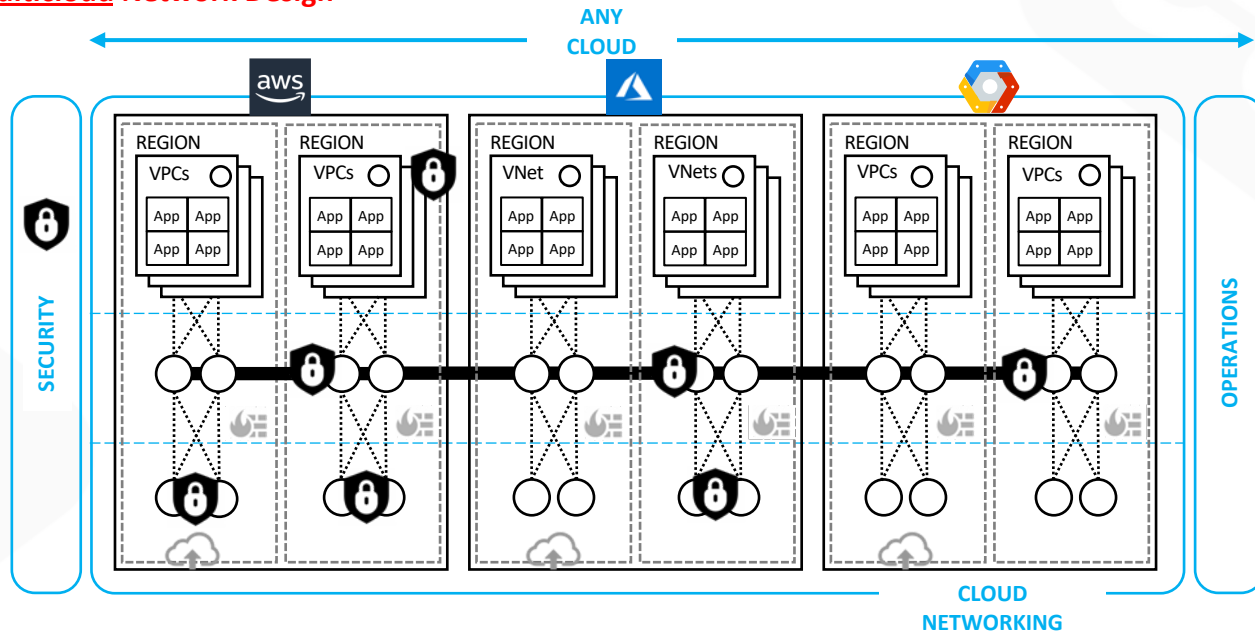 Network Design
ANY
CLOUD
aws
SECURITY
REGION
VPCs
App App
App App
REGION
VPCs
App App
App App
REGION
VNet
App App
App App
REGION
VNets
App App
App App
REGION
VPCs
App App
App App
REGION
VPCs
App App
App App
OPERATIONS
CLOUD
NETWORKING